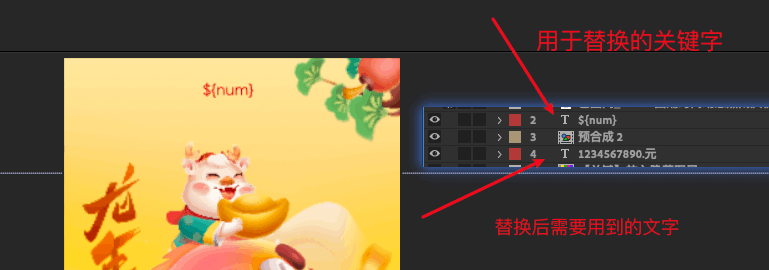 用于替换的关键字
${num}
2 T ${num}
3 预合成 2
4 T 1234567890.元
替换后需要用到的文字
龙